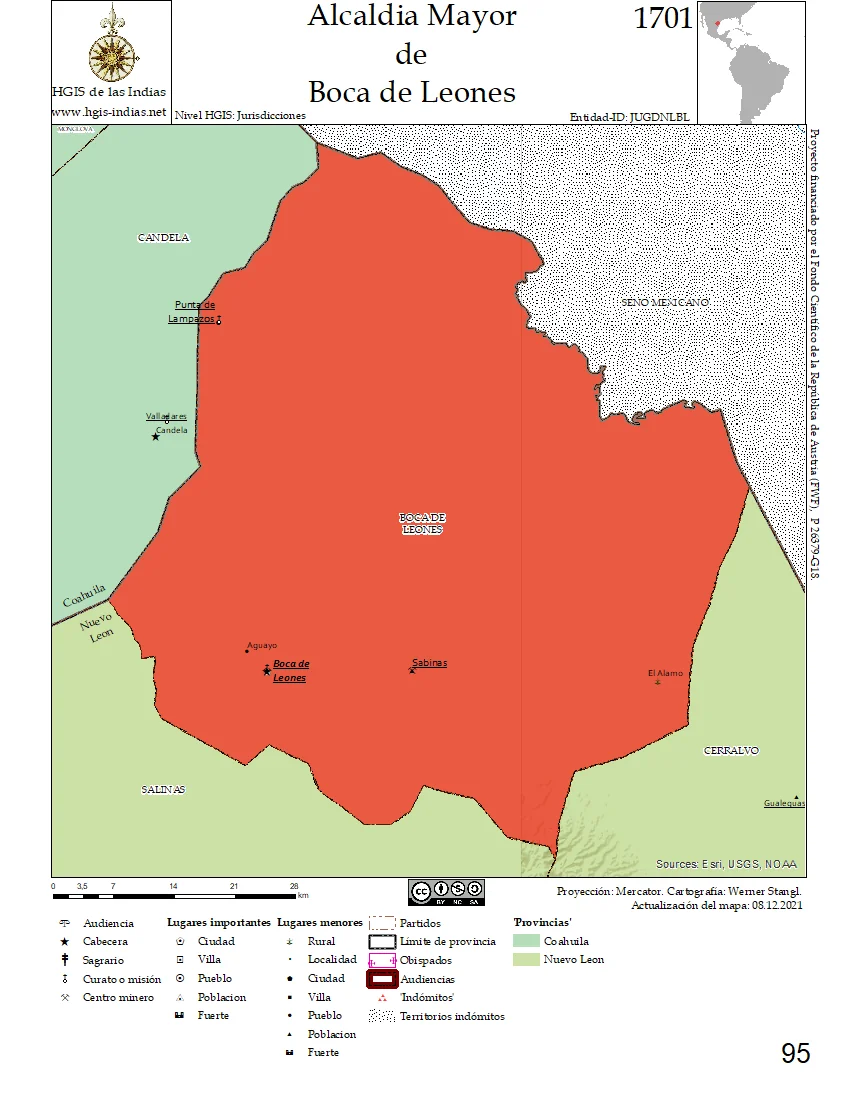 Alcaldia Mayor
de
Boca de Leones
1701
HGIS de las Indias
www.hgis-indias.net
Nivel HGIS: Jurisdicciones
Entidad-ID: JUGDNLBL
MONCLOVA
CANDELA
Punta de
Lampazos
SENO MEXICANO
Valladares
Candela
BOCA DE
LEONES
Coahuila
Nuevo
Leon
Aguayo
Boca de
Leones
Sabinas
El Alamo
CERRALVO
SALINAS
Gualeguas
Sources: Esri, USGS, NOAA
Proyecto financiado por el Fondo Científico de la República de Austria (FWF), P 26379-G18
0 3,5 7 14 21 28
km
CC BY NC SA
Proyección: Mercator. Cartografía: Werner Stangl.
Actualización del mapa: 08.12.2021
Audiencia
Cabecera
Sagrario
Curato o misión
Centro minero
Lugares importantes
Ciudad
Villa
Pueblo
Poblacion
Fuerte
Lugares menores
Rural
Localidad
Ciudad
Villa
Pueblo
Poblacion
Fuerte
Partidos
Límite de provincia
Obispados
Audiencias
'Indómitos'
Territorios indómitos
'Provincias'
Coahuila
Nuevo Leon
95